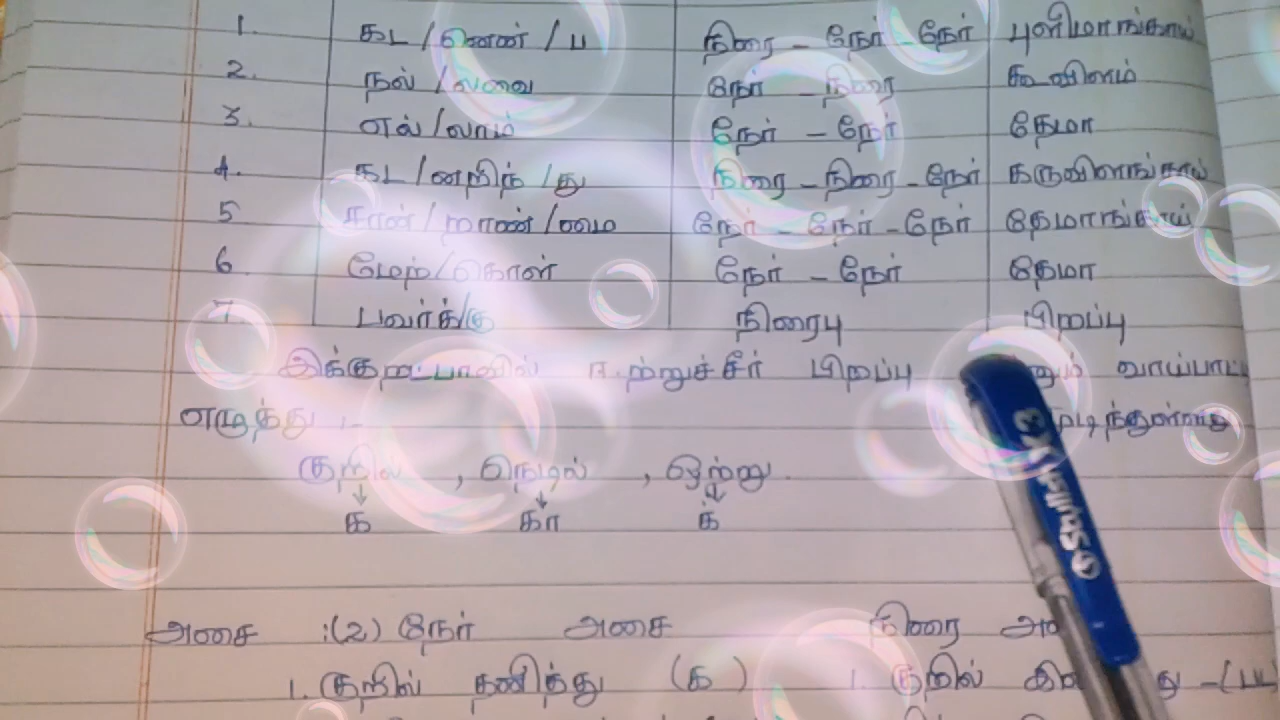 1. கட / னென் / ப நிரை – நேர் – நேர் புளிமாங்காய்
2. நல் / லவை நேர் – நிரை கூவிளம்
3. எல் / லாம் நேர் – நேர் தேமா
4. கட / னறிந் / து நிரை – நிரை – நேர் கருவிளங்காய்
5 சான் / றாண் / மை நேர் – நேர் – நேர் தேமாங்காய்
6 மேற் / கொள் நேர் – நேர் தேமா
7. பவர்க் / கு நிரைபு பிறப்பு
இக்குறட்பாவில் ஈற்றுச்சீர் பிறப்பு
எழுத்து :-
குறில் , நெடில் , ஒற்று .
க கா க்
அசை :(2) நேர் அசை நிரை
1. குறில் தனித்து (க) 1. குறில்